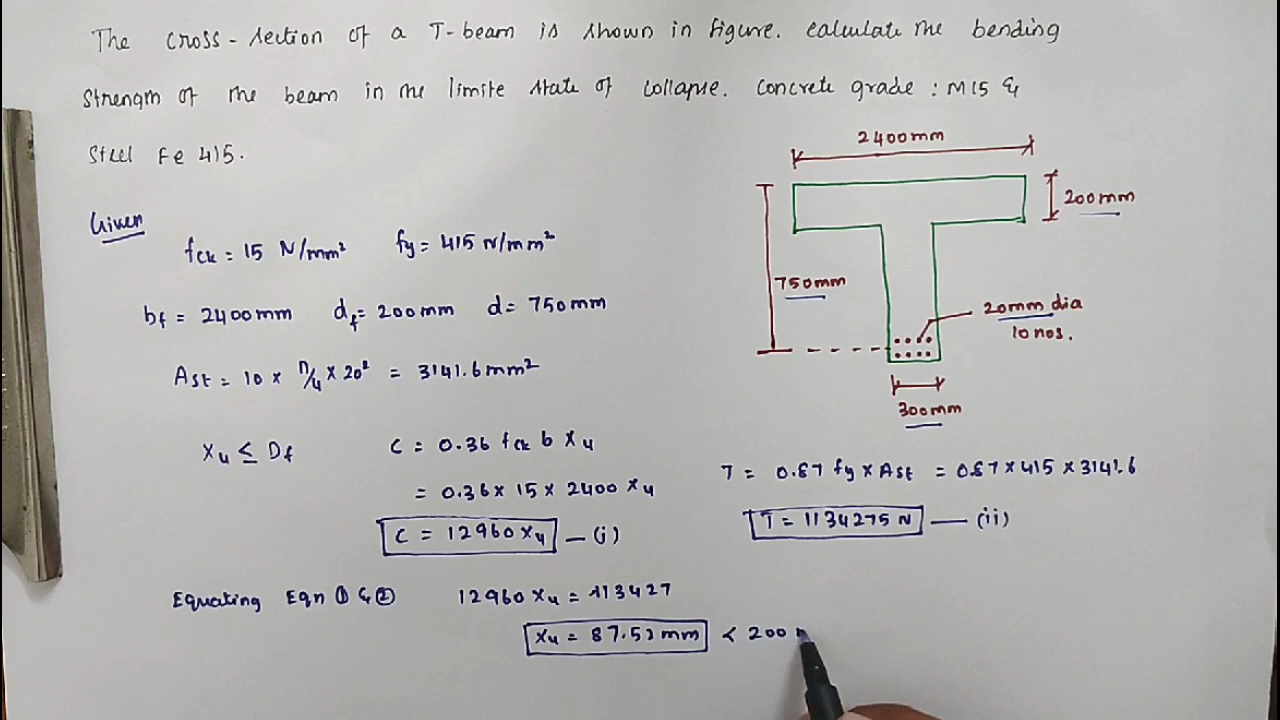 The cross-section of a T-beam is shown in figure. calculate the bending
strength of the beam in the limite state of collapse. Concrete grade : M15 &
Steel Fe 415.
2400mm
200mm
Given
fck = 15 N/mm² fy = 415 N/mm²
750mm
bf = 2400mm df = 200mm d = 750mm
20mm dia
10 nos.
Ast = 10 × π/4 × 20² = 3141.6mm²
300mm
xu ≤ Df C = 0.36 fck b xu
T = 0.87 fy × Ast = 0.87 × 415 × 3141.6
= 0.36 × 15 × 2400 xu
C = 12960 xu — (i)
T = 1134275 N — (ii)
Equating Eqn ① & ② 12960 xu = 113427
xu = 87.52 mm < 200